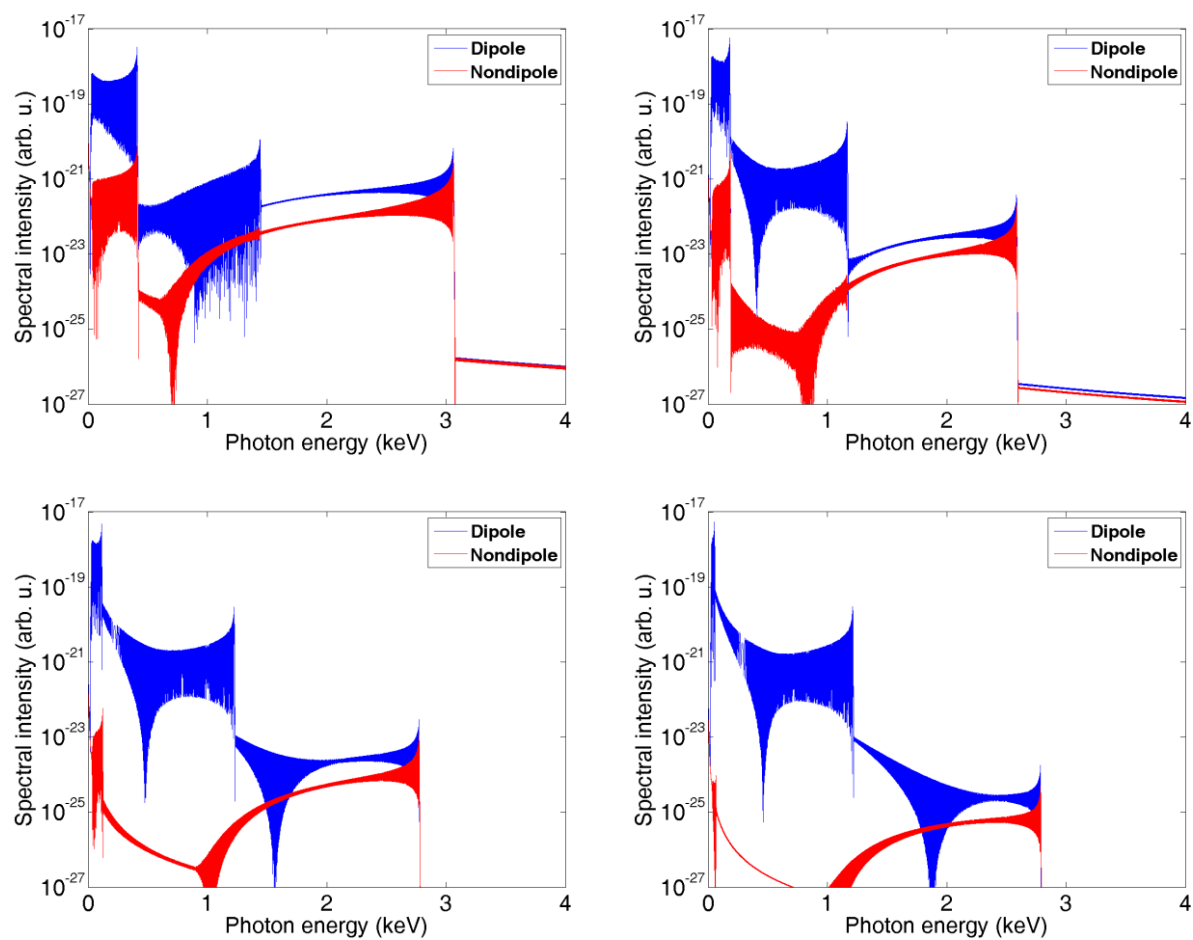 10^-17
10^-19
10^-21
10^-23
10^-25
10^-27
Spectral intensity (arb. u.)
Dipole
Nondipole
0 1 2 3 4
Photon energy (keV)
10^-17
10^-19
10^-21
10^-23
10^-25
10^-27
Spectral intensity (arb. u.)
Dipole
Nondipole
0 1 2 3 4
Photon energy (keV)
10^-17
10^-19
10^-21
10^-23
10^-25
10^-27
Spectral intensity (arb. u.)
Dipole
Nondipole
0 1 2 3 4
Photon energy (keV)
10^-17
10^-19
10^-21
10^-23
10^-25
10^-27
Spectral intensity (arb. u.)
Dipole
Nondipole
0 1 2 3 4
Photon energy (keV)